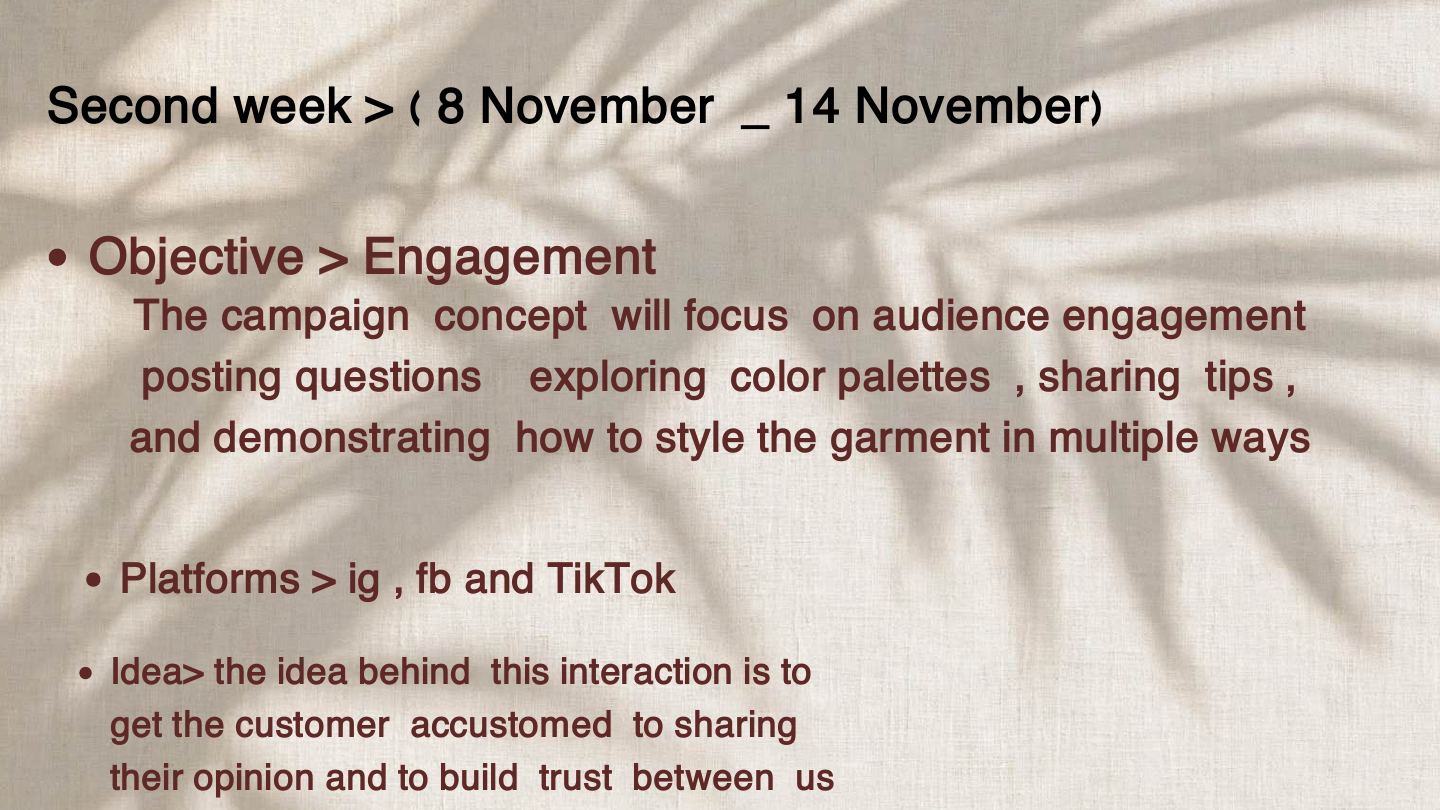 Second week > ( 8 November _ 14 November)
• Objective > Engagement
The campaign concept will focus on audience engagement
posting questions exploring color palettes , sharing tips ,
and demonstrating how to style the garment in multiple ways
• Platforms > ig , fb and TikTok
• Idea> the idea behind this interaction is to
get the customer accustomed to sharing
their opinion and to build trust between us